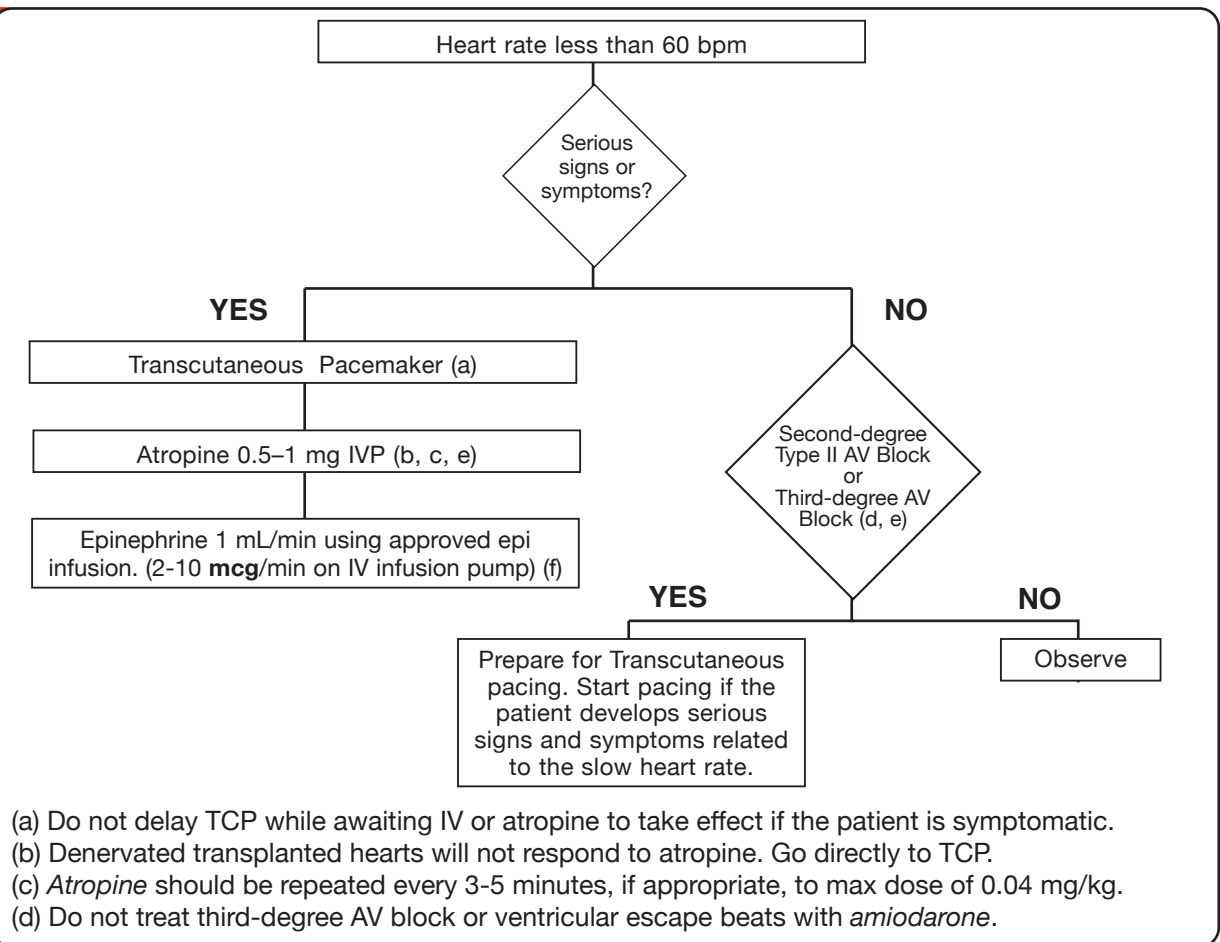 Heart rate less than 60 bpm
Serious
signs or
symptoms?
YES
NO
Transcutaneous Pacemaker (a)
Atropine 0.5–1 mg IVP (b, c, e)
Epinephrine 1 mL/min using approved epi
infusion. (2-10 mcg/min on IV infusion pump) (f)
Second-degree
Type II AV Block
or
Third-degree AV
Block (d, e)
YES
NO
Prepare for Transcutaneous
pacing. Start pacing if the
patient develops serious
signs and symptoms related
to the slow heart rate.
Observe
(a) Do not delay TCP while awaiting IV or atropine to take effect if the patient is symptomatic.
(b) Denervated transplanted hearts will not respond to atropine. Go directly to TCP.
(c) Atropine should be repeated every 3-5 minutes, if appropriate, to max dose of 0.04 mg/kg.
(d) Do not treat third-degree AV block or ventricular escape beats with amiodarone.